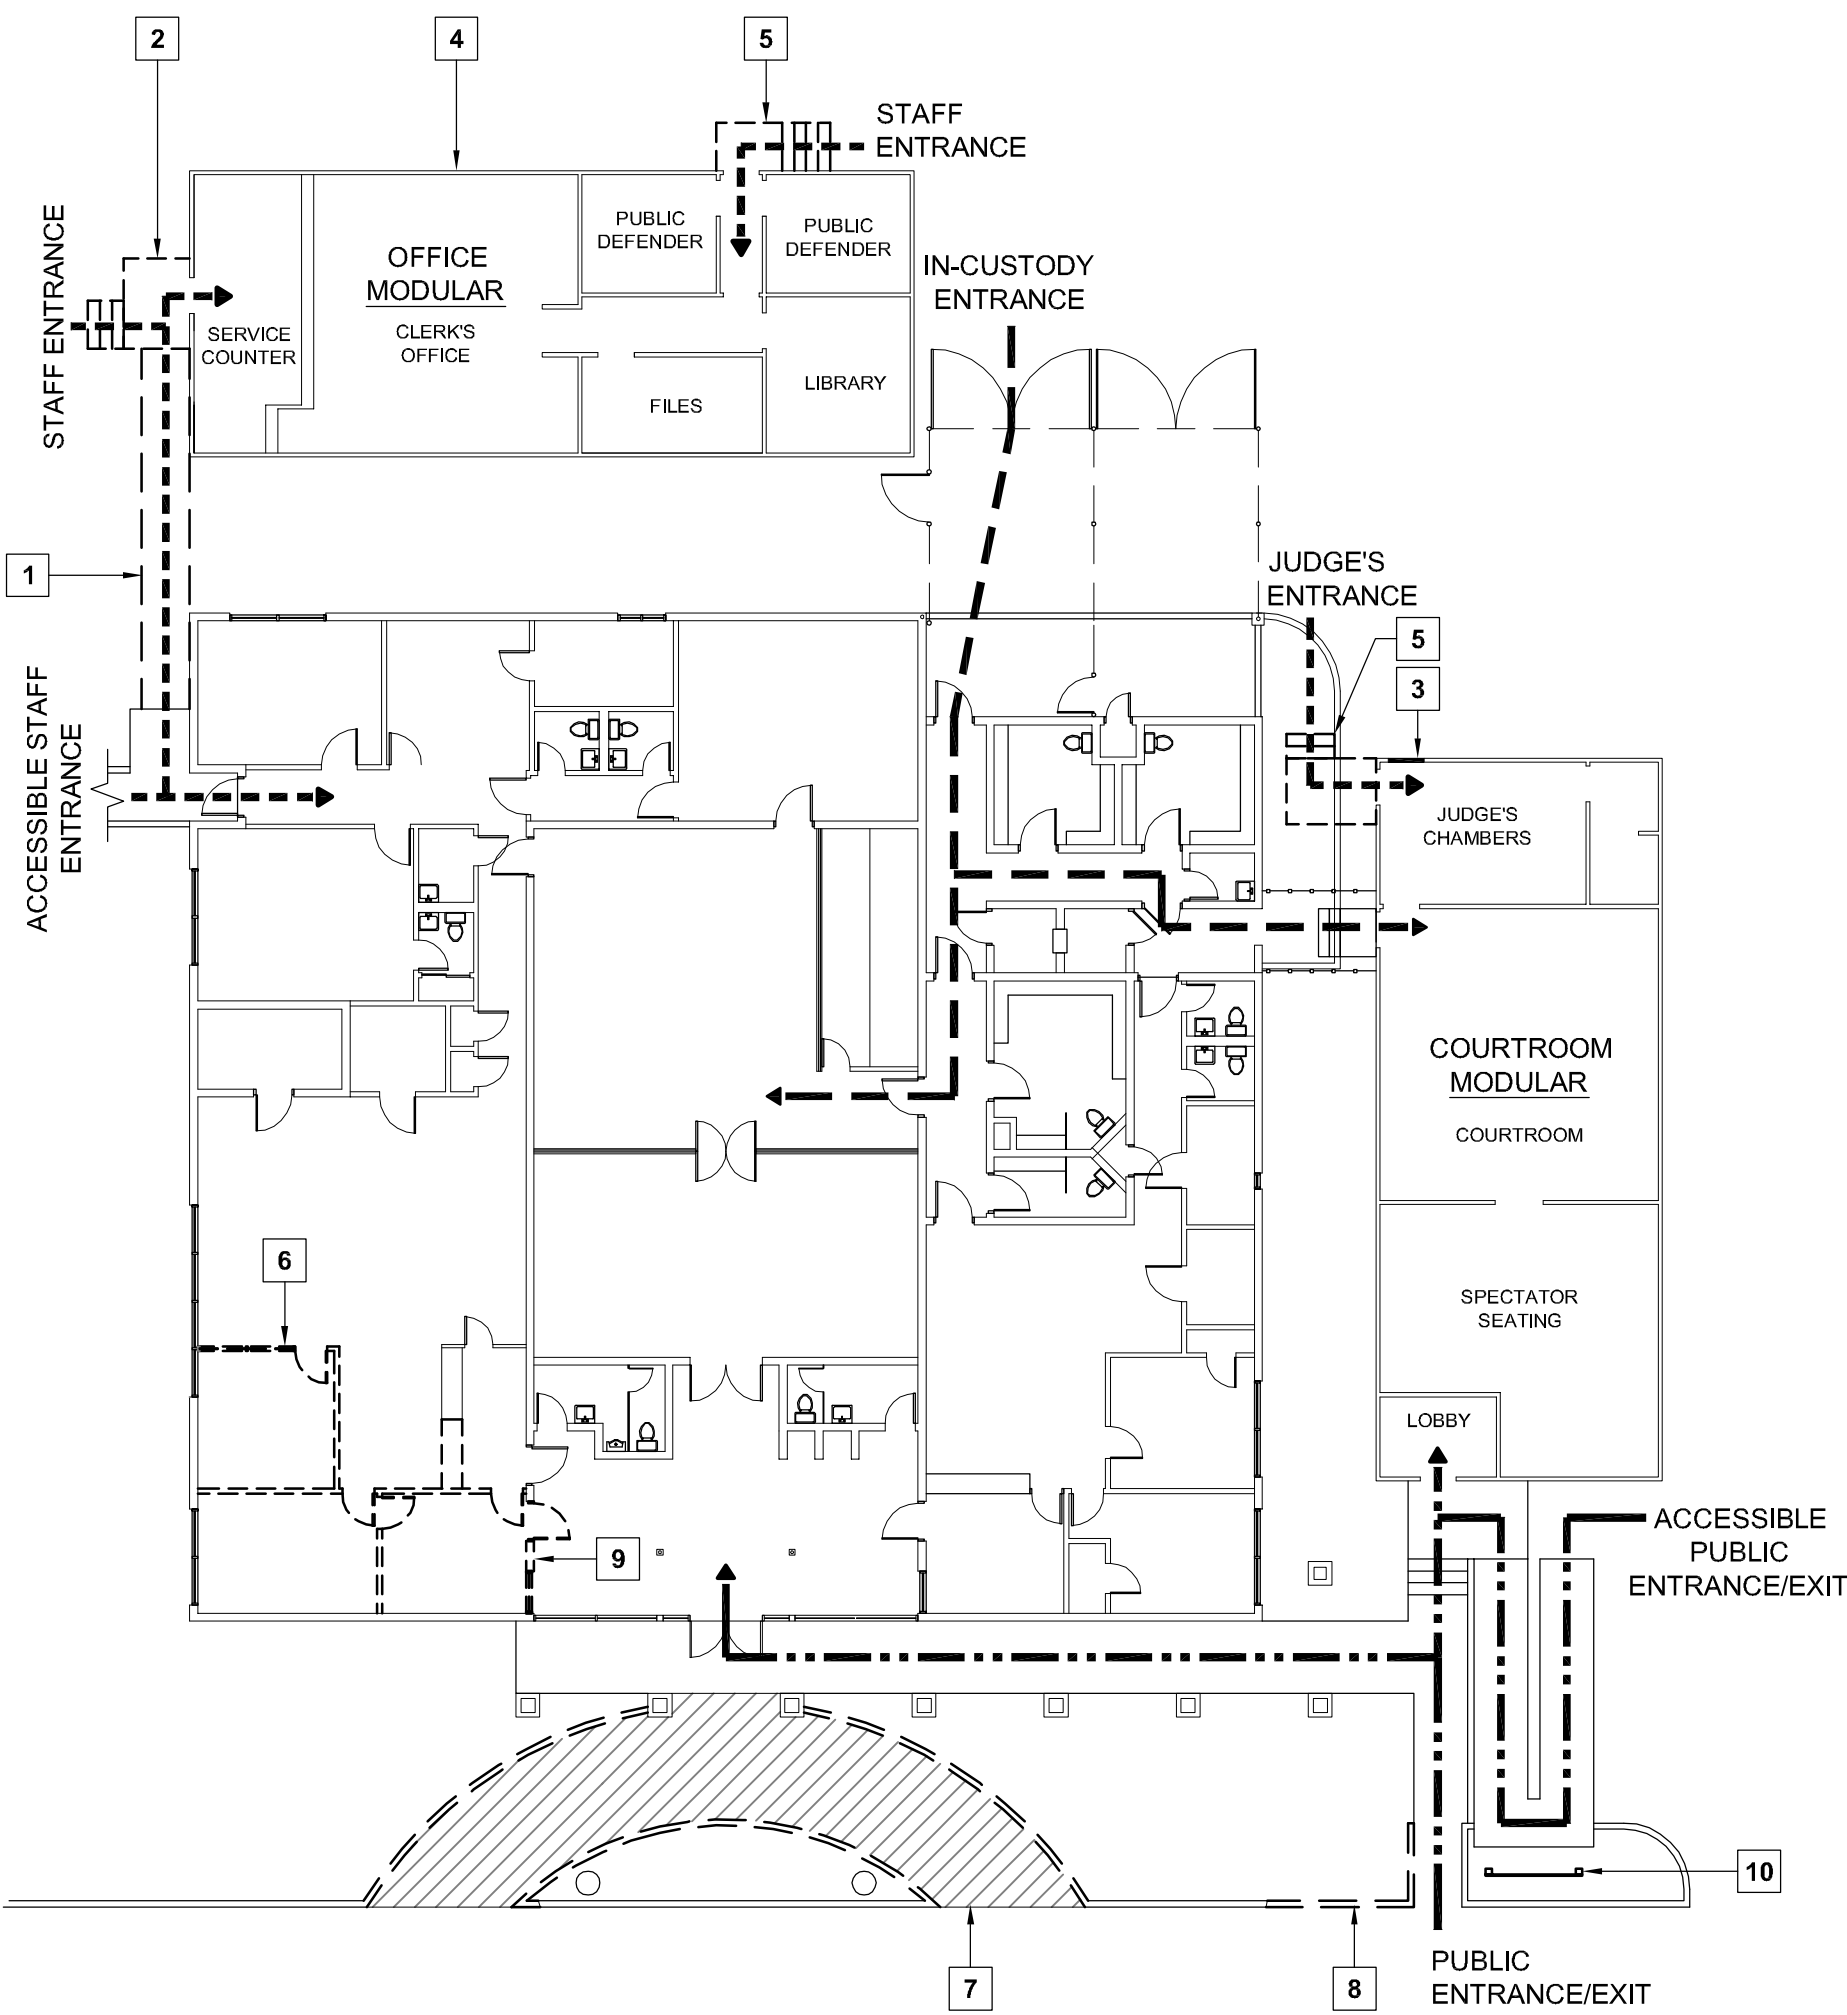 2
4
5
STAFF
ENTRANCE
STAFF ENTRANCE
PUBLIC
DEFENDER
PUBLIC
DEFENDER
OFFICE
MODULAR
CLERK'S
OFFICE
SERVICE
COUNTER
IN-CUSTODY
ENTRANCE
LIBRARY
FILES
1
JUDGE'S
ENTRANCE
5
3
ACCESSIBLE STAFF
ENTRANCE
JUDGE'S
CHAMBERS
COURTROOM
MODULAR
COURTROOM
6
SPECTATOR
SEATING
LOBBY
9
ACCESSIBLE
PUBLIC
ENTRANCE/EXIT
10
7
8
PUBLIC
ENTRANCE/EXIT